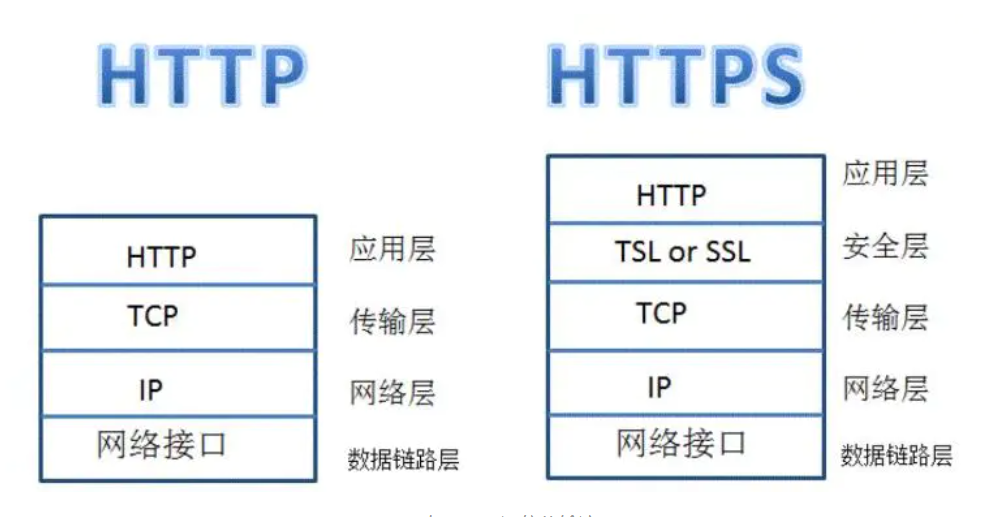 HTTP
HTTPS
HTTP 应用层
TCP 传输层
IP 网络层
网络接口 数据链路层
HTTP 应用层
TSL or SSL 安全层
TCP 传输层
IP 网络层
网络接口 数据链路层